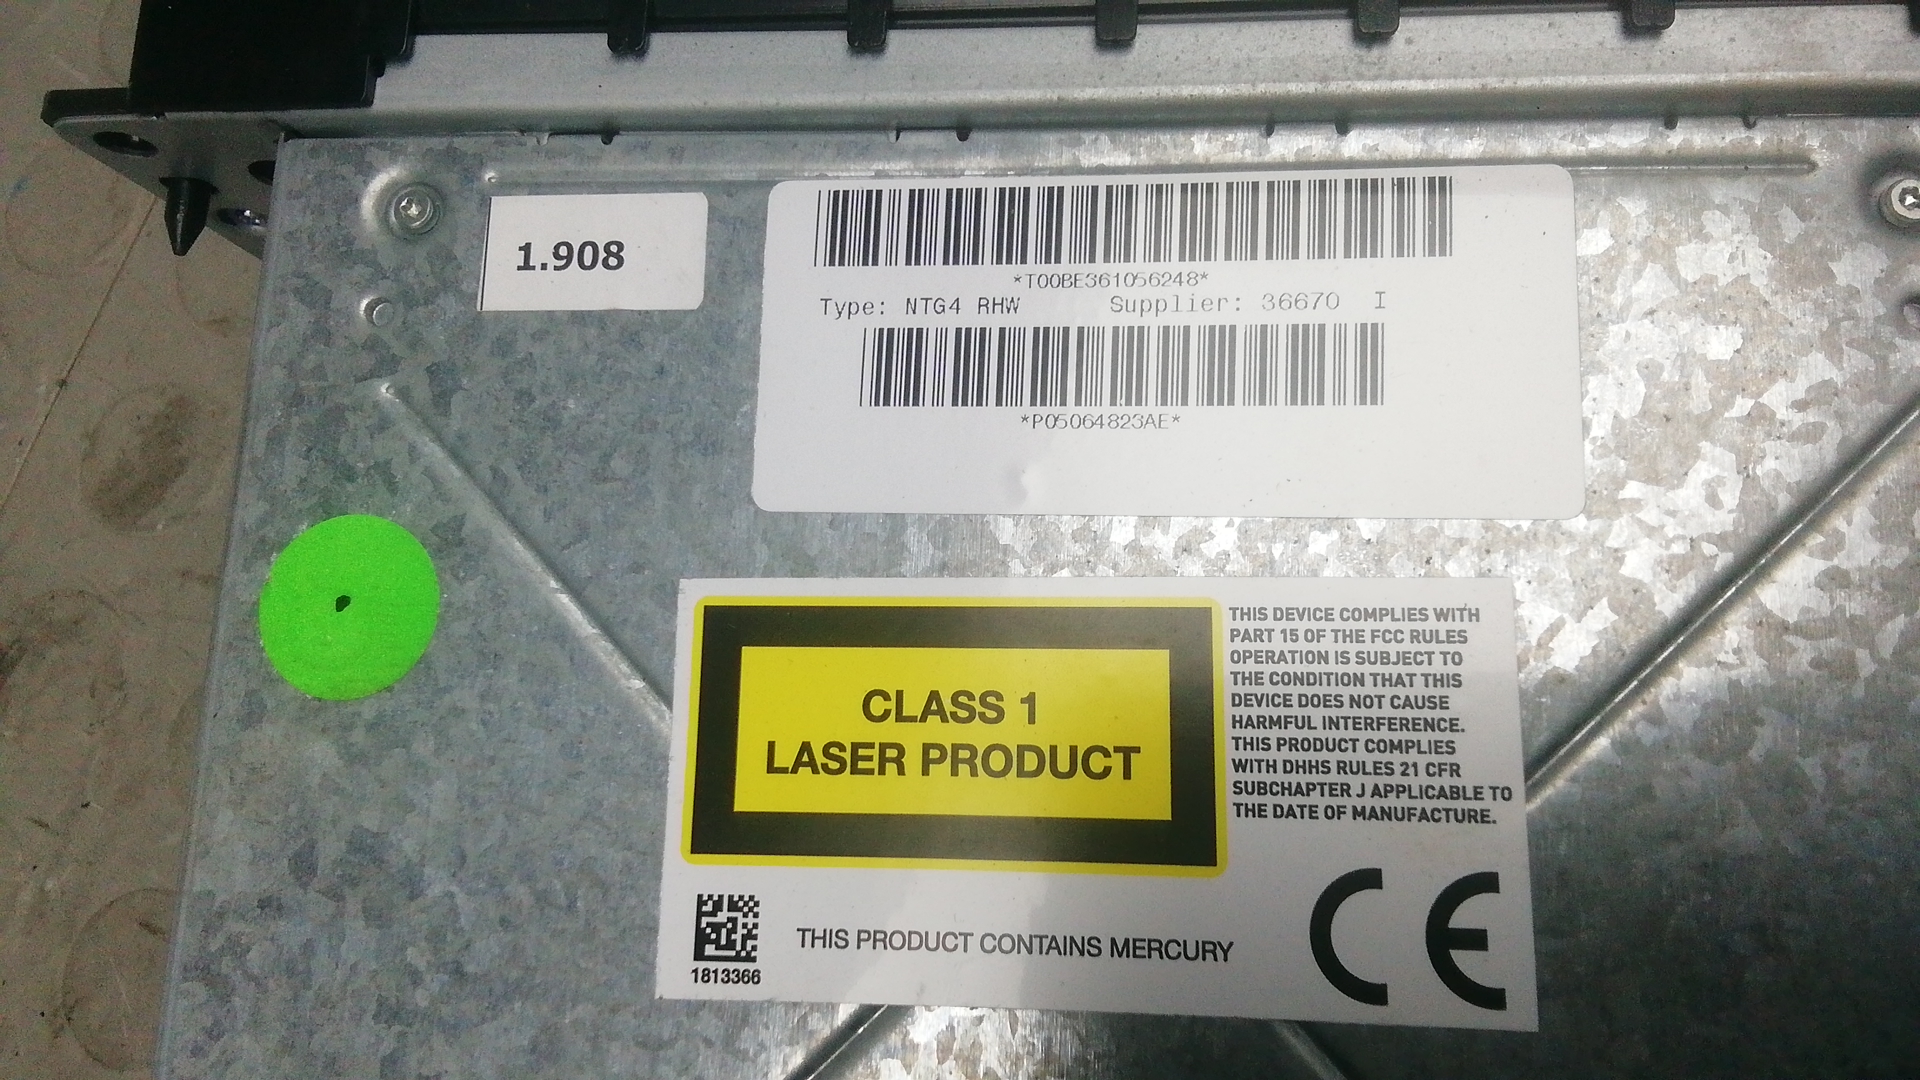 1.908
*T00BE361056248*
Type: NTG4 RHW Supplier: 36670 I
*P05064823AE*
CLASS 1
LASER PRODUCT
THIS DEVICE COMPLIES WITH
PART 15 OF THE FCC RULES
OPERATION IS SUBJECT TO
THE CONDITION THAT THIS
DEVICE DOES NOT CAUSE
HARMFUL INTERFERENCE.
THIS PRODUCT COMPLIES
WITH DHHS RULES 21 CFR
SUBCHAPTER J APPLICABLE TO
THE DATE OF MANUFACTURE.
1813366
THIS PRODUCT CONTAINS MERCURY
CE